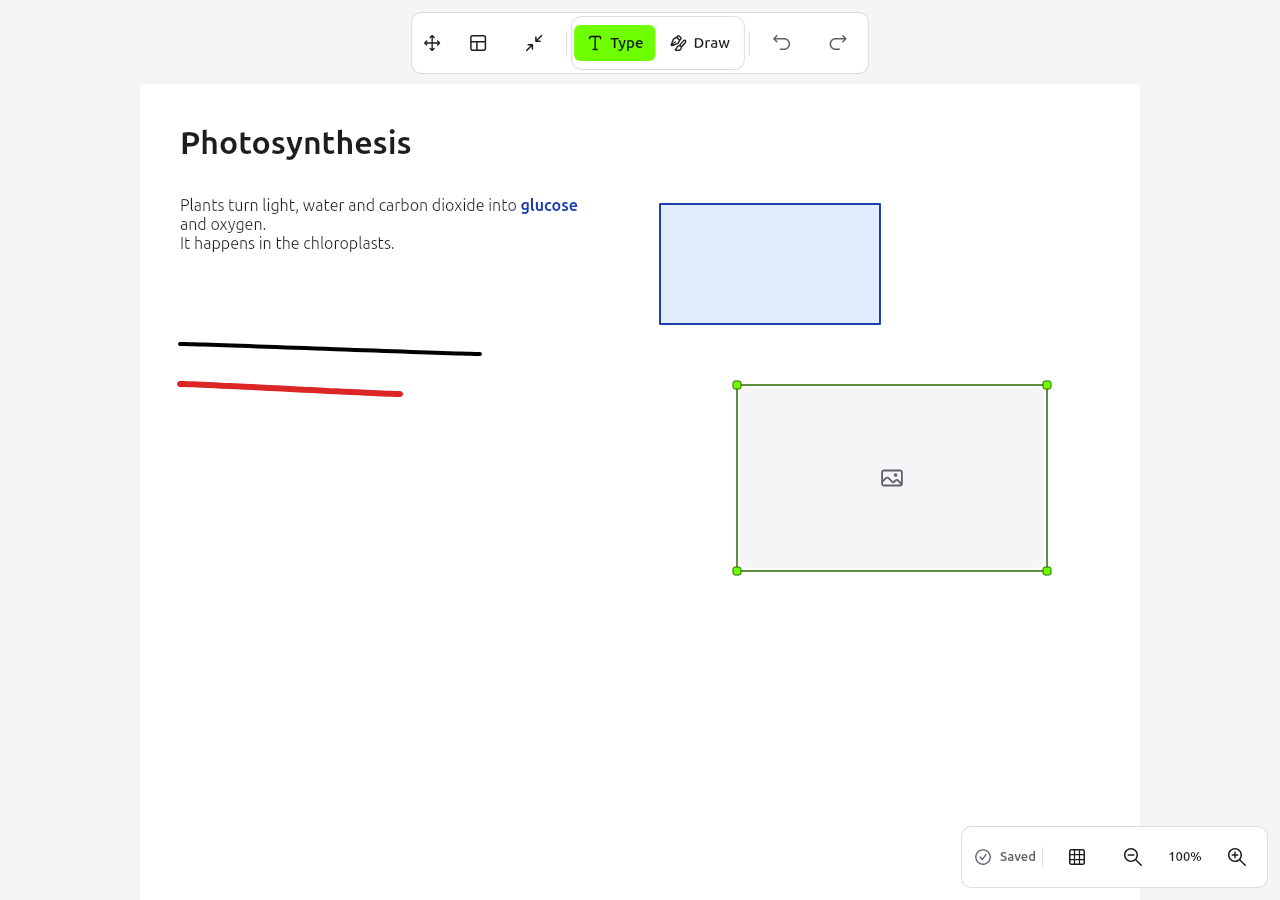 Type
Draw
Photosynthesis
Plants turn light, water and carbon dioxide into glucose
and oxygen.
It happens in the chloroplasts.
Saved
100%